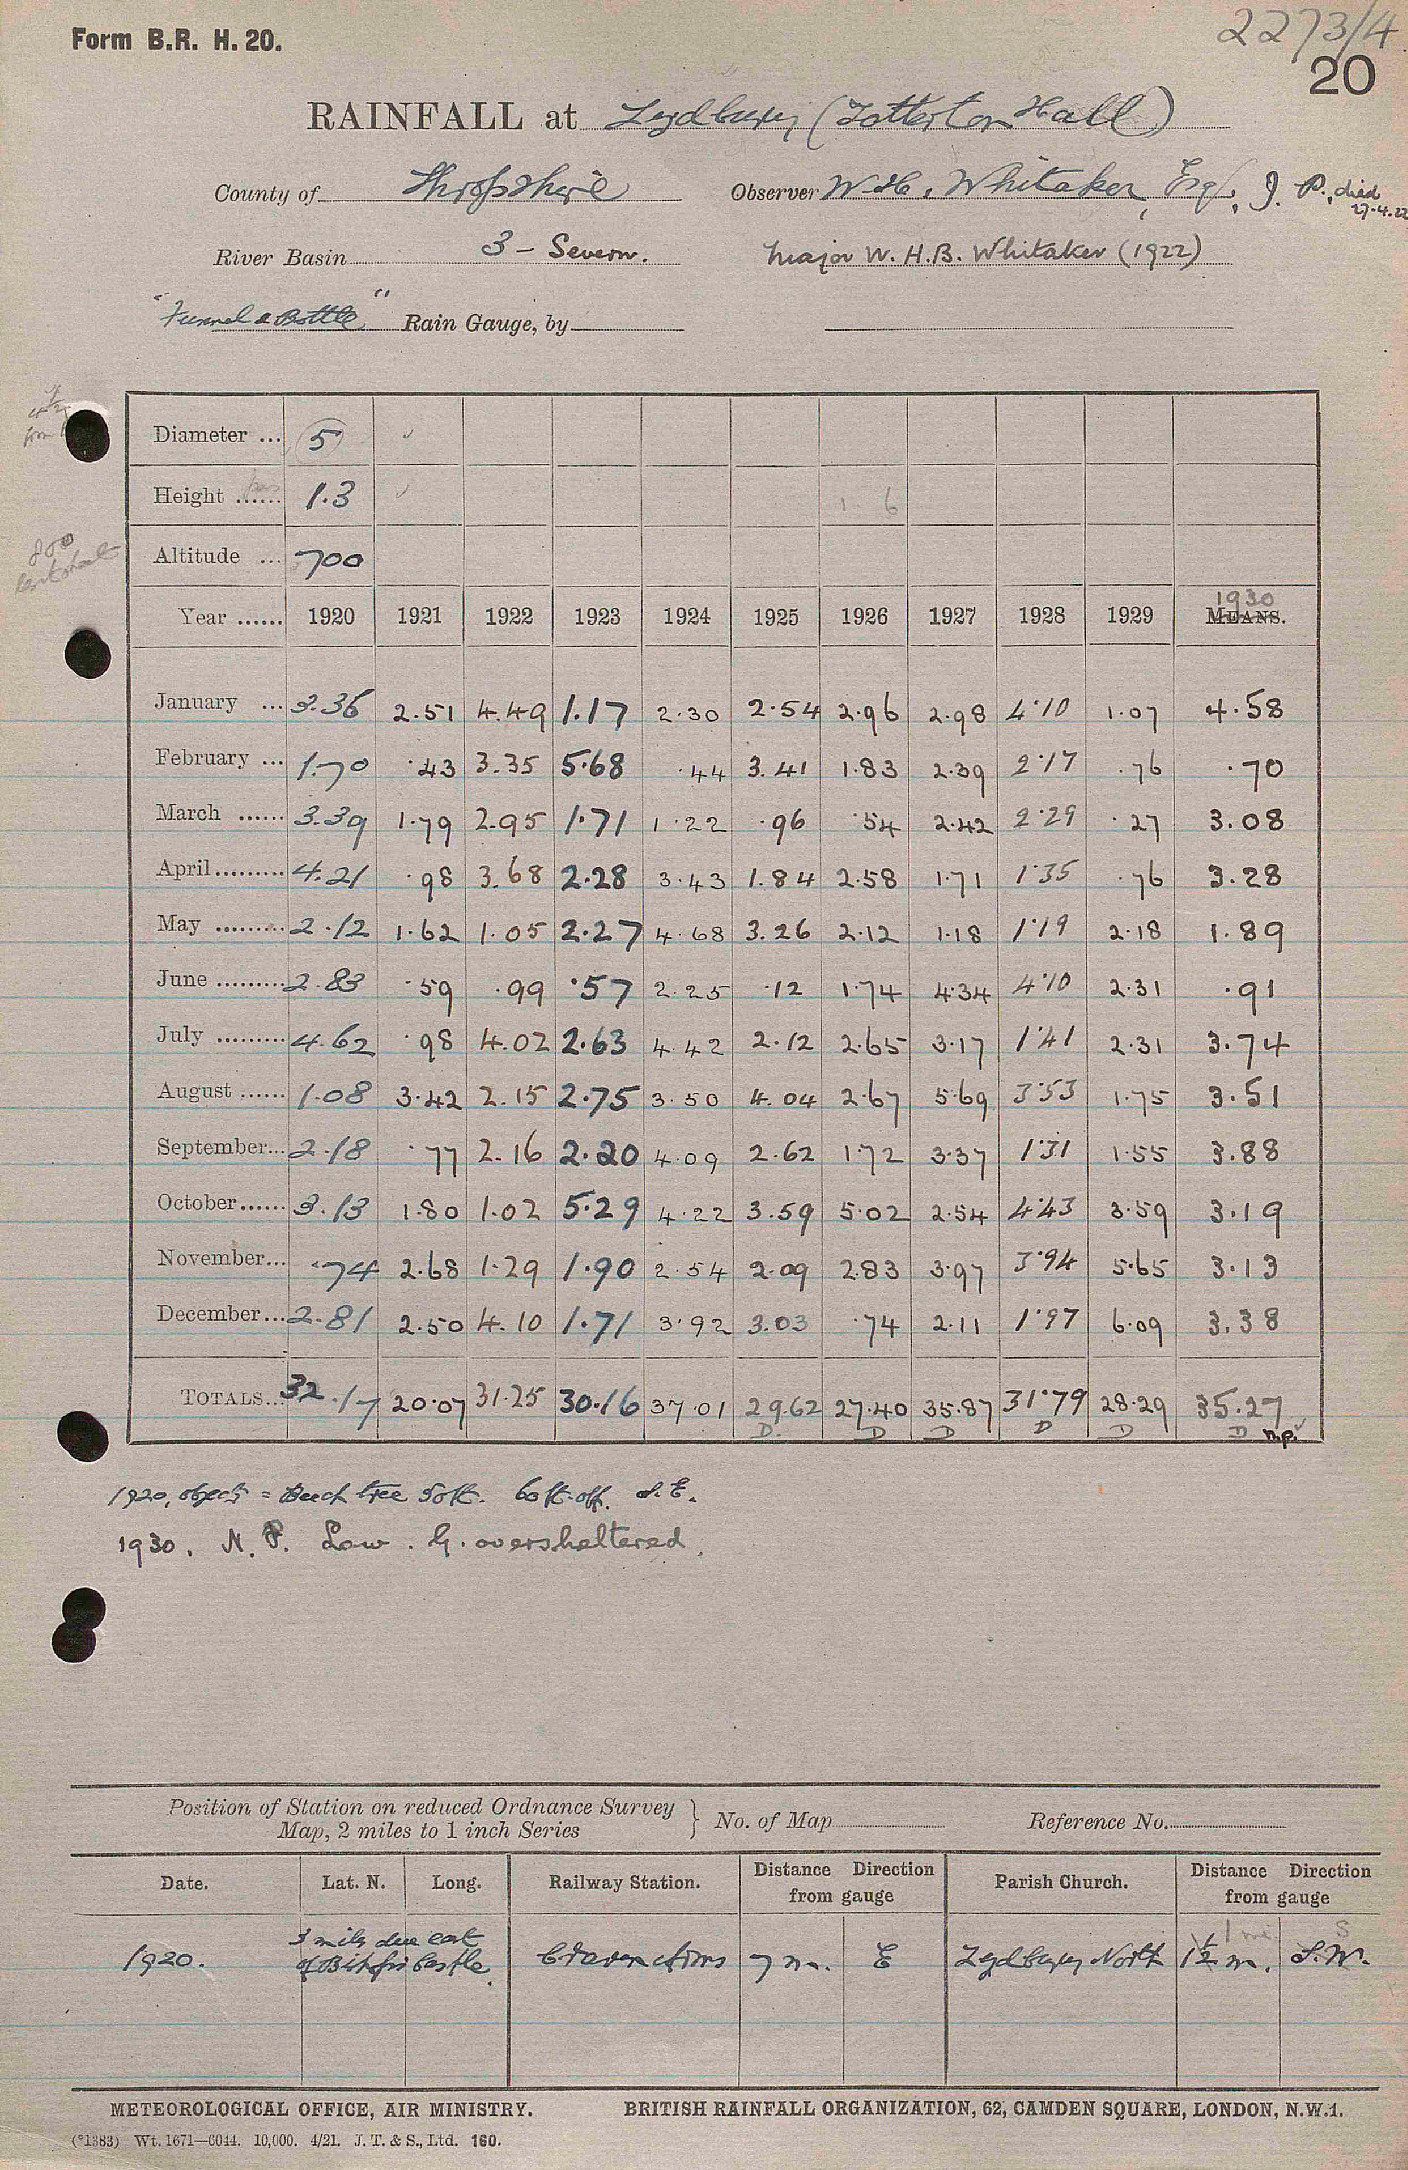 Form B.R. H. 20.
2273/4
20
RAINFALL at Lydbury (Totterton Hall)
County of Shropshire Observer W. H. Whitaker, Esq., J. P., died 27.4.22
River Basin 3 - Severn. Major W. H. B. Whitaker (1922)
"Funnel & Bottle" Rain Gauge, by
Diameter ... 5
Height ...... 1.3 1. 6
Altitude ... 700
800
Year ...... 1920 1921 1922 1923 1924 1925 1926 1927 1928 1929 1930 MEANS.
January ... 3.36 2.51 4.49 1.17 2.30 2.54 2.96 2.98 4.10 1.07 4.58
February ... 1.70 .43 3.35 5.68 .44 3.41 1.83 2.39 2.17 .76 .70
March ...... 3.39 1.79 2.95 1.71 1.22 .96 .54 2.42 2.29 .27 3.08
April ......... 4.21 .98 3.68 2.28 3.43 1.84 2.58 1.71 1.35 .76 3.28
May ......... 2.12 1.62 1.05 2.27 4.68 3.26 2.12 1.18 1.19 2.18 1.89
June ......... 2.83 .59 .99 .57 2.25 .12 1.74 4.34 4.10 2.31 .91
July ......... 4.62 .98 4.02 2.63 4.42 2.12 2.65 3.17 1.41 2.31 3.74
August ...... 1.08 3.42 2.15 2.75 3.50 4.04 2.67 5.69 3.53 1.75 3.51
September... 2.18 .77 2.16 2.20 4.09 2.62 1.72 3.37 1.31 1.55 3.88
October...... 3.13 1.80 1.02 5.29 4.22 3.59 5.02 2.54 4.43 3.59 3.19
November... .74 2.68 1.29 1.90 2.54 2.09 2.83 3.97 3.94 5.65 3.13
December... 2.81 2.50 4.10 1.71 3.92 3.03 .74 2.11 1.97 6.09 3.38
TOTALS... 32.17 20.07 31.25 30.16 37.01 29.62 27.40 35.87 31.79 28.29 35.27
D. D D D D D n.p.
1920, objects = Beech tree 50ft. 60ft. off. S.E.
1930. N. P. Low. G. oversheltered.
Position of Station on reduced Ordnance Survey
Map, 2 miles to 1 inch Series } No. of Map Reference No.
Date. Lat. N. Long. Railway Station. Distance Direction from gauge Parish Church. Distance Direction from gauge
1920. 3 miles due east of Bishops Castle. Craven Arms 7 m. E Lydbury North 1½ m. S.W.
1 mi S
METEOROLOGICAL OFFICE, AIR MINISTRY. BRITISH RAINFALL ORGANIZATION, 62, CAMDEN SQUARE, LONDON, N.W.1.
(*1383) Wt. 1671—6044. 10,000. 4/21. J. T. & S., Ltd. 160.